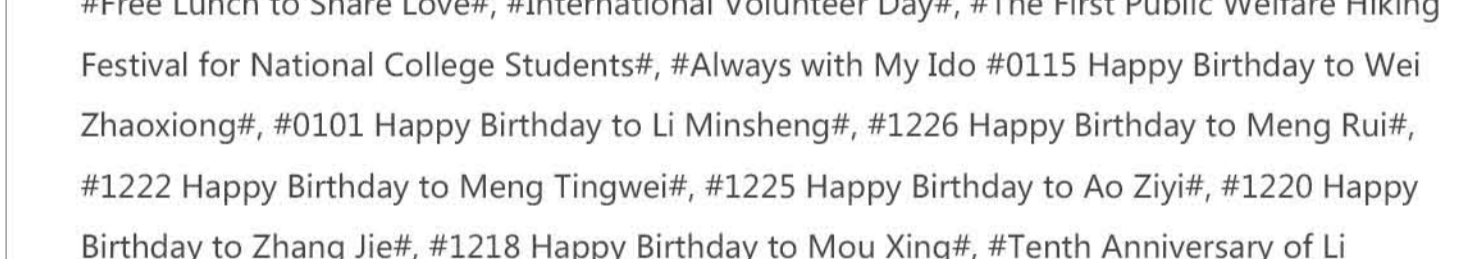 #Free Lunch to Share Love#, #International Volunteer Day#, #The First Public Welfare Hiking
Festival for National College Students#, #Always with My Ido #0115 Happy Birthday to Wei
Zhaoxiong#, #0101 Happy Birthday to Li Minsheng#, #1226 Happy Birthday to Meng Rui#,
#1222 Happy Birthday to Meng Tingwei#, #1225 Happy Birthday to Ao Ziyi#, #1220 Happy
Birthday to Zhang Jie#, #1218 Happy Birthday to Mou Xing#, #Tenth Anniversary of Li